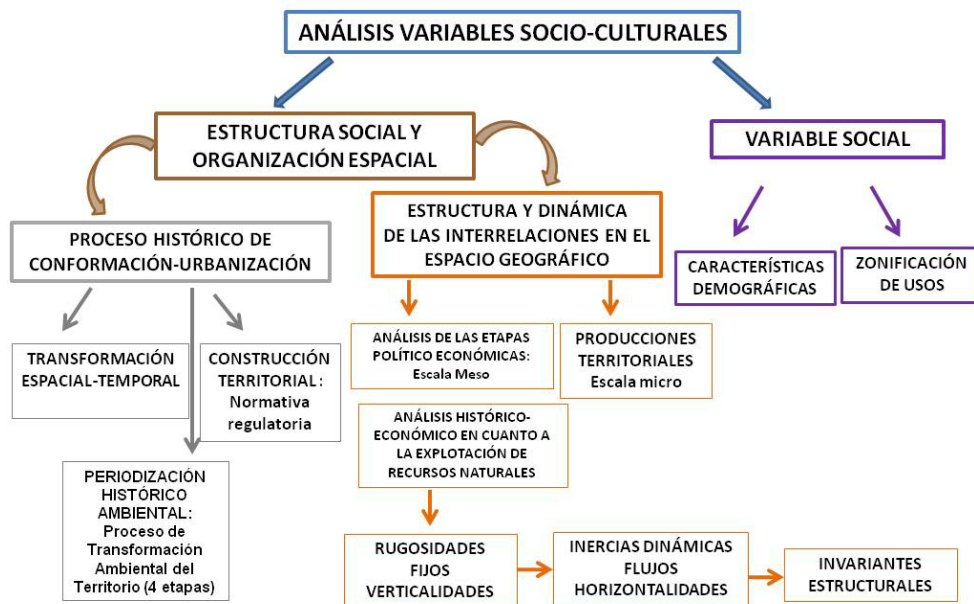 ANÁLISIS VARIABLES SOCIO-CULTURALES
ESTRUCTURA SOCIAL Y
ORGANIZACIÓN ESPACIAL
VARIABLE SOCIAL
PROCESO HISTÓRICO DE
CONFORMACIÓN-URBANIZACIÓN
ESTRUCTURA Y DINÁMICA
DE LAS INTERRELACIONES EN EL
ESPACIO GEOGRÁFICO
CARACTERÍSTICAS
DEMOGRÁFICAS
ZONIFICACIÓN
DE USOS
TRANSFORMACIÓN
ESPACIAL-TEMPORAL
CONSTRUCCIÓN
TERRITORIAL:
Normativa
regulatoria
PERIODIZACIÓN
HISTÓRICO
AMBIENTAL:
Proceso de
Transformación
Ambiental del
Territorio (4 etapas)
ANÁLISIS DE LAS ETAPAS
POLÍTICO ECONÓMICAS:
Escala Meso
PRODUCCIONES
TERRITORIALES
Escala micro
ANÁLISIS HISTÓRICO-
ECONÓMICO EN CUANTO A
LA EXPLOTACIÓN DE
RECURSOS NATURALES
RUGOSIDADES
FIJOS
VERTICALIDADES
INERCIAS DINÁMICAS
FLUJOS
HORIZONTALIDADES
INVARIANTES
ESTRUCTURALES